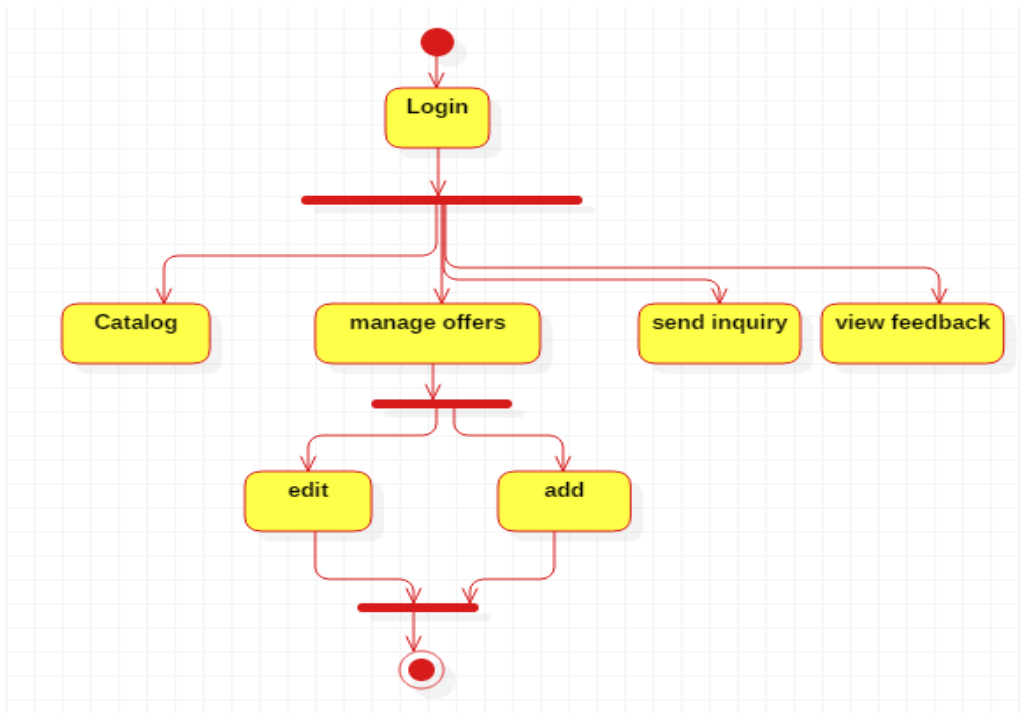 Login
Catalog
manage offers
send inquiry
view feedback
edit
add